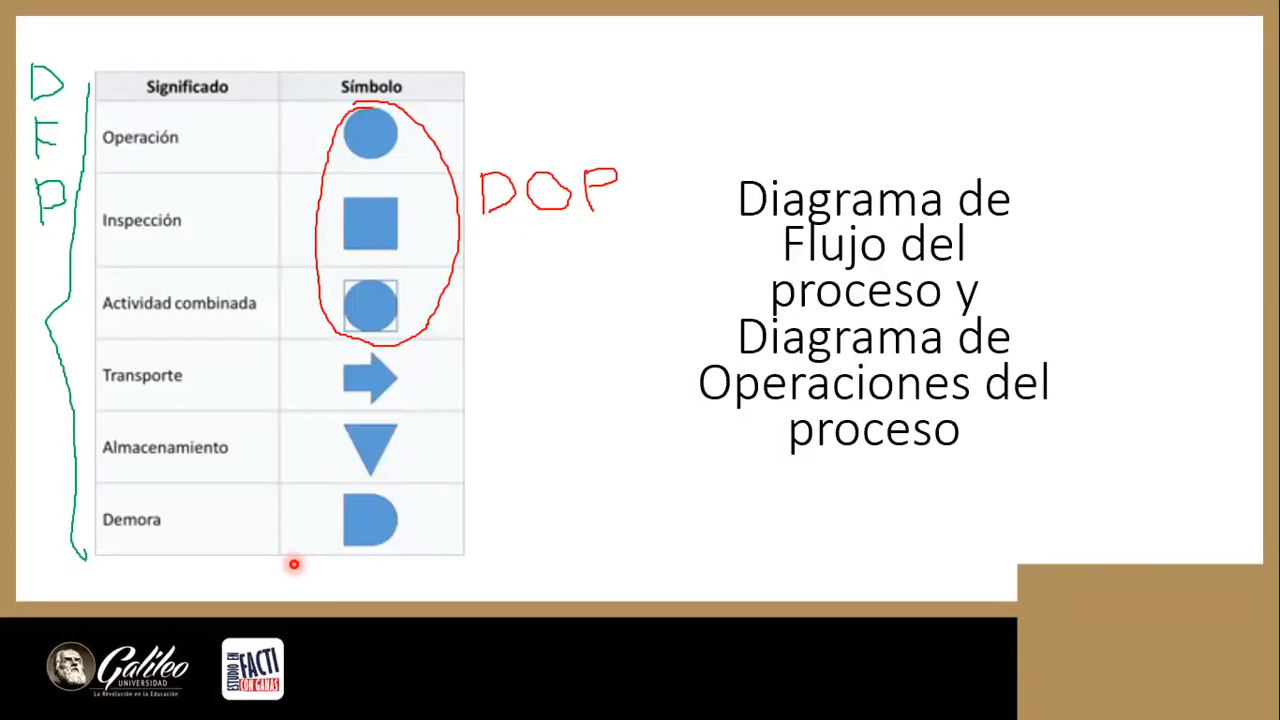 D
F
P
Significado Símbolo
Operación
Inspección
Actividad combinada
Transporte
Almacenamiento
Demora
DOP
Diagrama de
Flujo del
proceso y
Diagrama de
Operaciones del
proceso
Galileo
UNIVERSIDAD
La Revolución en la Educación
ESTUDIO EN
FACTI
CON GANAS